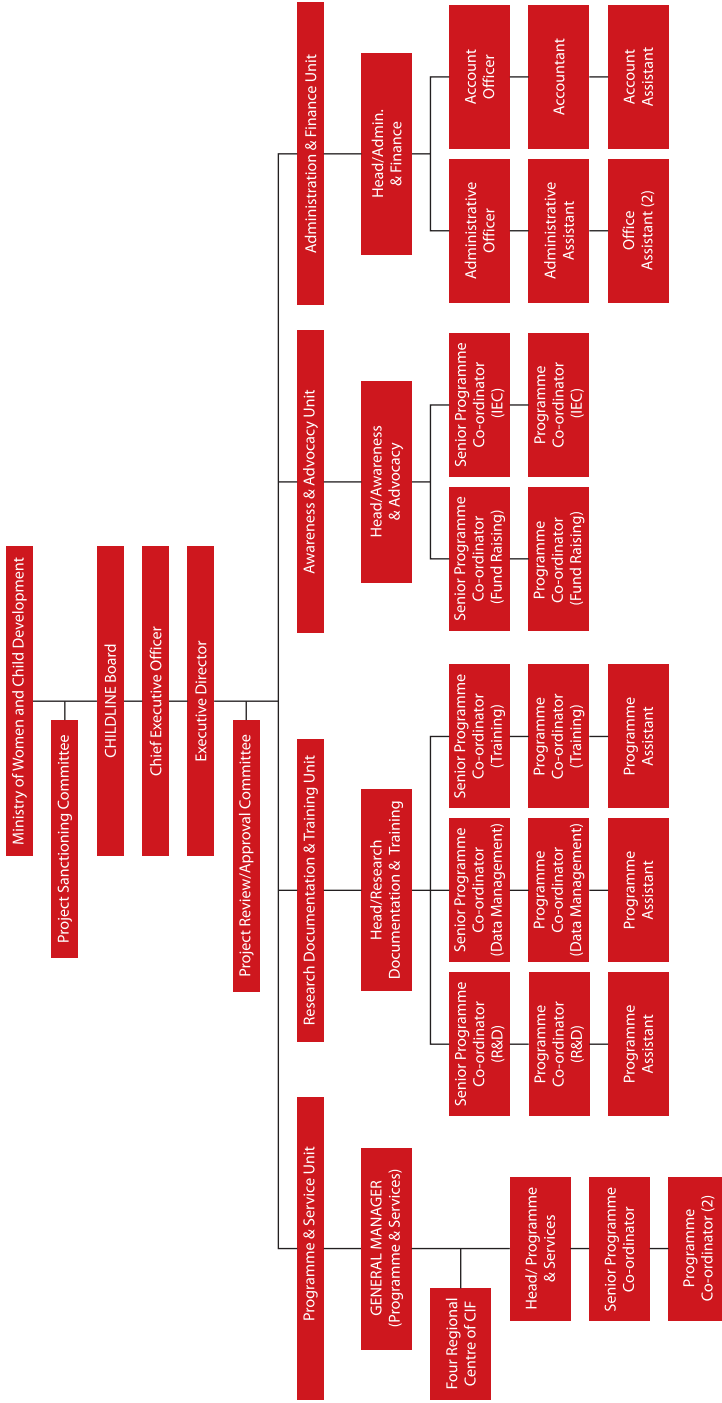 Ministry of Women and Child Development
Project Sanctioning Committee
CHILDLINE Board
Chief Executive Officer
Executive Director
Project Review/Approval Committee
Programme & Service Unit
Research Documentation & Training Unit
Awareness & Advocacy Unit
Administration & Finance Unit
GENERAL MANAGER
(Programme & Services)
Head/Research
Documentation & Training
Head/Awareness
& Advocacy
Head/Admin.
& Finance
Four Regional
Centre of CIF
Head/ Programme
& Services
Senior Programme
Co-ordinator
Programme
Co-ordinator (2)
Senior Programme
Co-ordinator
(R&D)
Senior Programme
Co-ordinator
(Data Management)
Senior Programme
Co-ordinator
(Training)
Programme
Co-ordinator
(R&D)
Programme
Co-ordinator
(Data Management)
Programme
Co-ordinator
(Training)
Programme
Assistant
Programme
Assistant
Programme
Assistant
Senior Programme
Co-ordinator
(Fund Raising)
Senior Programme
Co-ordinator
(IEC)
Programme
Co-ordinator
(Fund Raising)
Programme
Co-ordinator
(IEC)
Administrative
Officer
Account
Officer
Administrative
Assistant
Accountant
Office
Assistant (2)
Account
Assistant